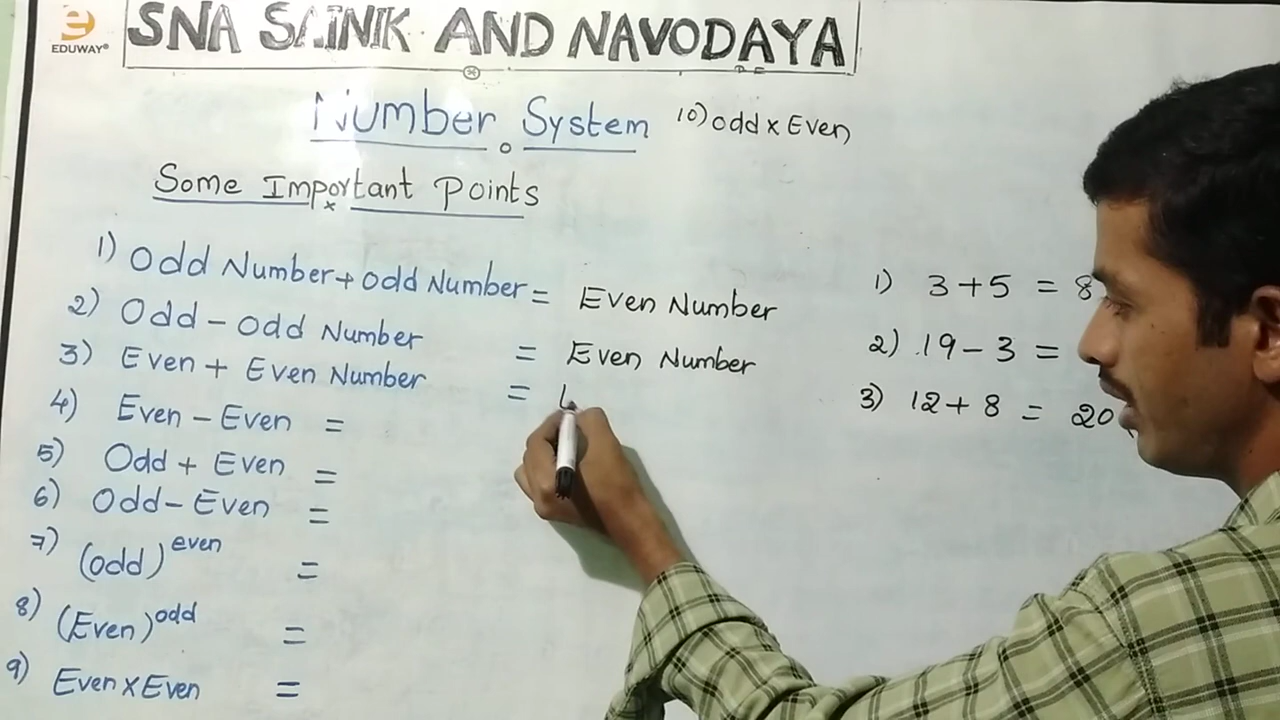 EDUWAY®
SNA SAINIK AND NAVODAYA
Number System
10) odd x Even
Some Important Points
1) Odd Number + odd Number = Even Number
2) Odd - odd Number = Even Number
3) Even + Even Number =
4) Even - Even =
5) Odd + Even =
6) Odd - Even =
7) (odd)^even =
8) (Even)^odd =
9) Even x Even =
1) 3 + 5 = 8
2) 19 - 3 =
3) 12 + 8 = 20